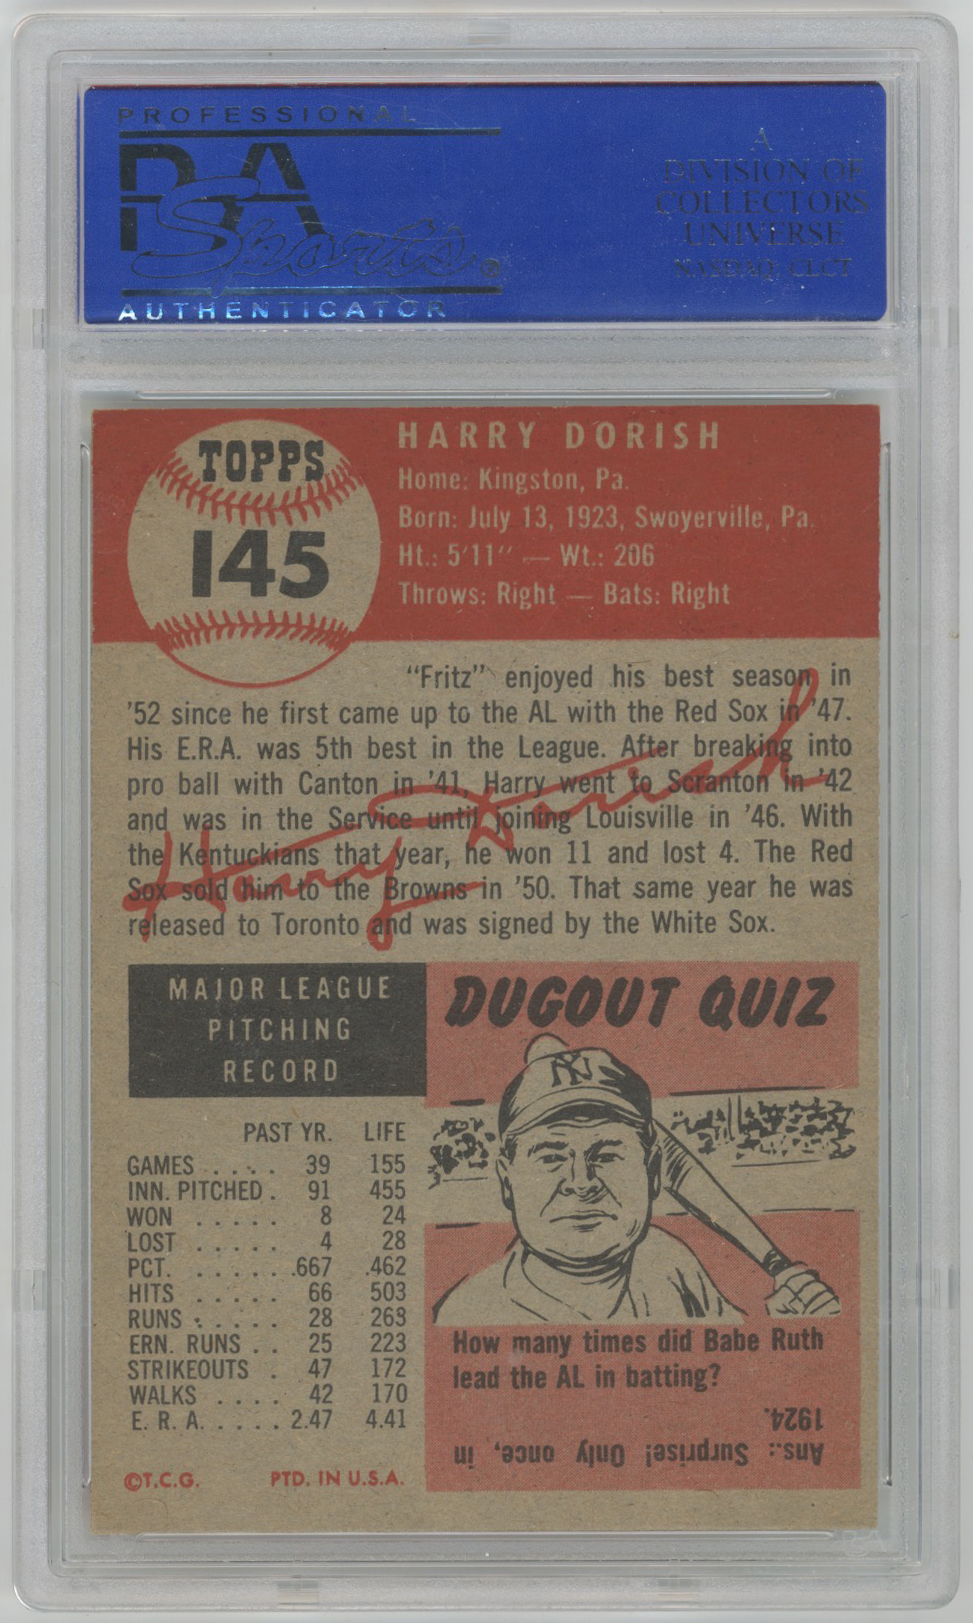 PROFESSIONAL
PSA
Sports®
AUTHENTICATOR
A
DIVISION OF
COLLECTORS
UNIVERSE
NASDAQ: CLCT
TOPPS
145
HARRY DORISH
Home: Kingston, Pa.
Born: July 13, 1923, Swoyerville, Pa.
Ht.: 5'11" — Wt.: 206
Throws: Right — Bats: Right
"Fritz" enjoyed his best season in
'52 since he first came up to the AL with the Red Sox in '47.
His E.R.A. was 5th best in the League. After breaking into
pro ball with Canton in '41, Harry went to Scranton in '42
and was in the Service until joining Louisville in '46. With
the Kentuckians that year, he won 11 and lost 4. The Red
Sox sold him to the Browns in '50. That same year he was
released to Toronto and was signed by the White Sox.
Harry Dorish
MAJOR LEAGUE
PITCHING
RECORD
PAST YR. LIFE
GAMES . . . . 39 155
INN. PITCHED . 91 455
WON . . . . . 8 24
LOST . . . . . 4 28
PCT. . . . . . .667 .462
HITS . . . . . 66 503
RUNS . . . . . 28 263
ERN. RUNS . . 25 223
STRIKEOUTS . 47 172
WALKS . . . . 42 170
E. R. A. . . . . 2.47 4.41
©T.C.G. PTD. IN U.S.A.
DUGOUT QUIZ
NY
How many times did Babe Ruth
lead the AL in batting?
Ans.: Surprise! Only once, in
1924.